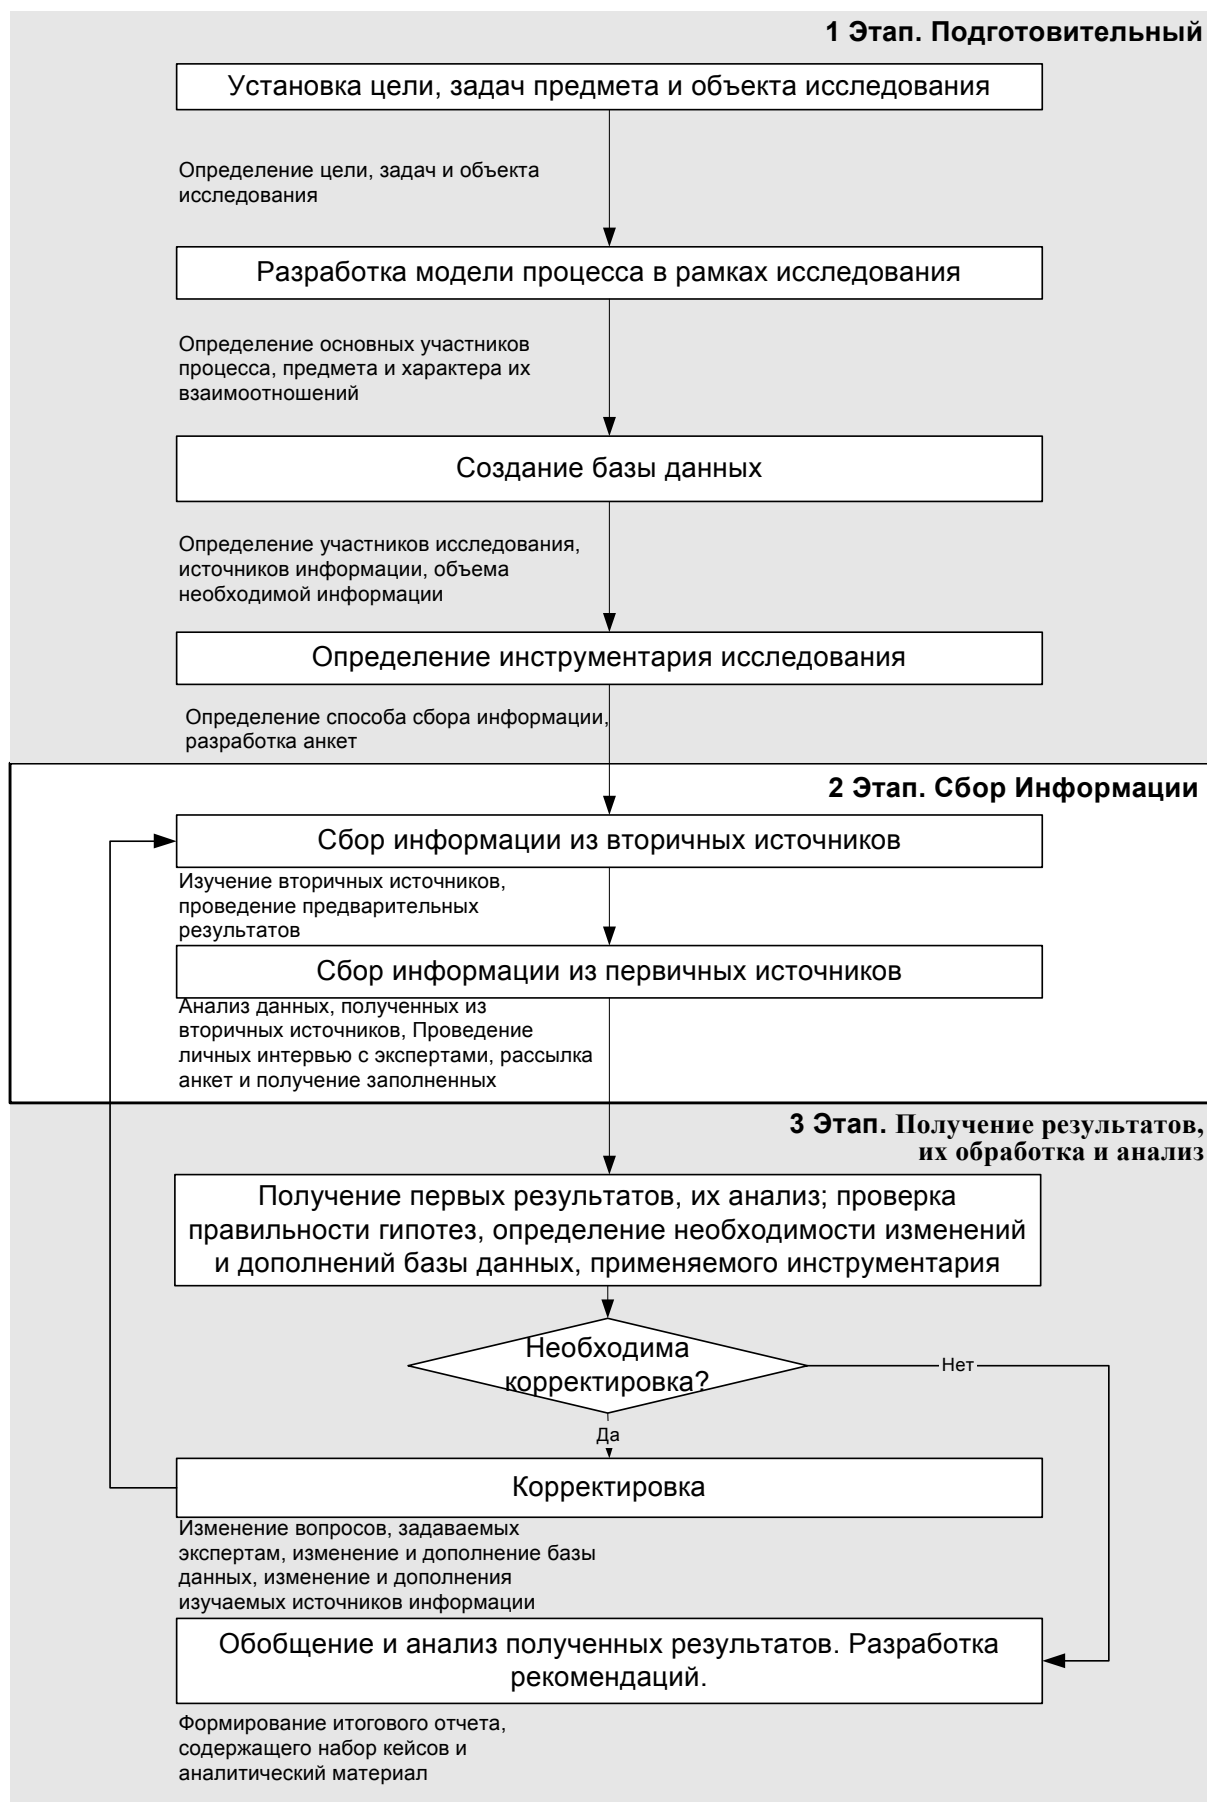 1 Этап. Подготовительный
Установка цели, задач предмета и объекта исследования
Определение цели, задач и объекта
исследования
Разработка модели процесса в рамках исследования
Определение основных участников
процесса, предмета и характера их
взаимоотношений
Создание базы данных
Определение участников исследования,
источников информации, объема
необходимой информации
Определение инструментария исследования
Определение способа сбора информации,
разработка анкет
2 Этап. Сбор Информации
Сбор информации из вторичных источников
Изучение вторичных источников,
проведение предварительных
результатов
Сбор информации из первичных источников
Анализ данных, полученных из
вторичных источников, Проведение
личных интервью с экспертами, рассылка
анкет и получение заполненных
3 Этап. Получение результатов,
их обработка и анализ
Получение первых результатов, их анализ; проверка
правильности гипотез, определение необходимости изменений
и дополнений базы данных, применяемого инструментария
Необходима
корректировка?
Нет
Да
Корректировка
Изменение вопросов, задаваемых
экспертам, изменение и дополнение базы
данных, изменение и дополнения
изучаемых источников информации
Обобщение и анализ полученных результатов. Разработка
рекомендаций.
Формирование итогового отчета,
содержащего набор кейсов и
аналитический материал